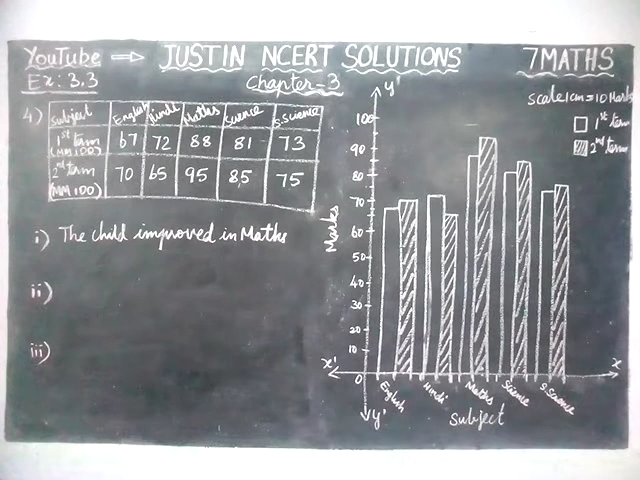 YouTube ⇒ JUSTIN NCERT SOLUTIONS 7MATHS
Ex: 3.3 Chapter-3
4) Subject English Hindi Maths Science S.Science
1st term (MM 100) 67 72 88 81 73
2nd term (MM 100) 70 65 95 85 75
i) The child improved in Maths
ii)
iii)
y'
Scale 1cm = 10 Marks
1st term
2nd term
100
90
80
70
60
50
40
30
20
10
0
Marks
x' x
English Hindi Maths Science S.Science
y'
Subject